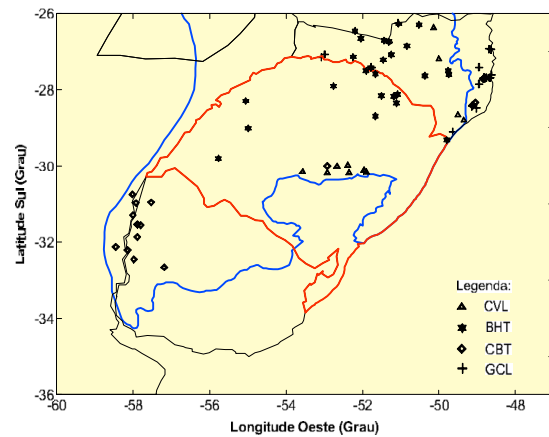 -26
-28
-30
-32
-34
-36
-60
-58
-56
-54
-52
-50
-48
Latitude Sul (Grau)
Longitude Oeste (Grau)
Legenda:
CVL
BHT
CBT
GCL